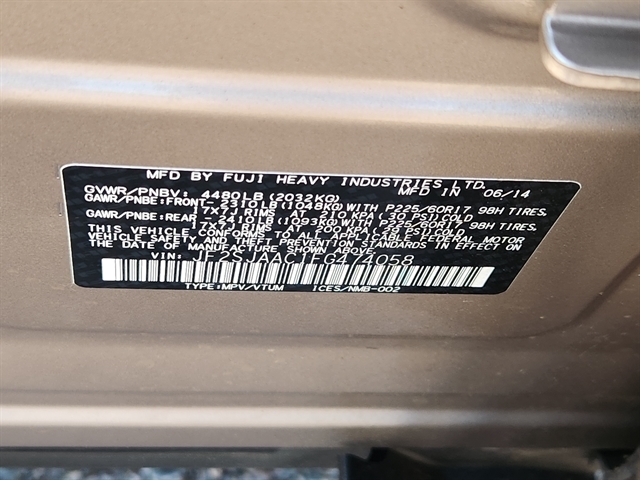 MFD BY FUJI HEAVY INDUSTRIES LTD.
GVWR/PNBV: 4480LB(2032KG) MFD IN 06/14
GAWR/PNBE:FRONT- 2310LB(1048KG)WITH P225/60R17 98H TIRES,
17X7J RIMS AT 210 KPA(30 PSI)COLD
GAWR/PNBE:REAR -2410LB(1093KG)WITH P225/60R17 98H TIRES,
17X7J RIMS AT 200 KPA(29 PSI)COLD
THIS VEHICLE CONFORMS TO ALL APPLICABLE FEDERAL MOTOR
VEHICLE SAFETY AND THEFT PREVENTION STANDARDS IN EFFECT ON
THE DATE OF MANUFACTURE SHOWN ABOVE.
VIN: JF2SJAAC1EG474058
TYPE:MPV/VTUM ICES/NMB-002